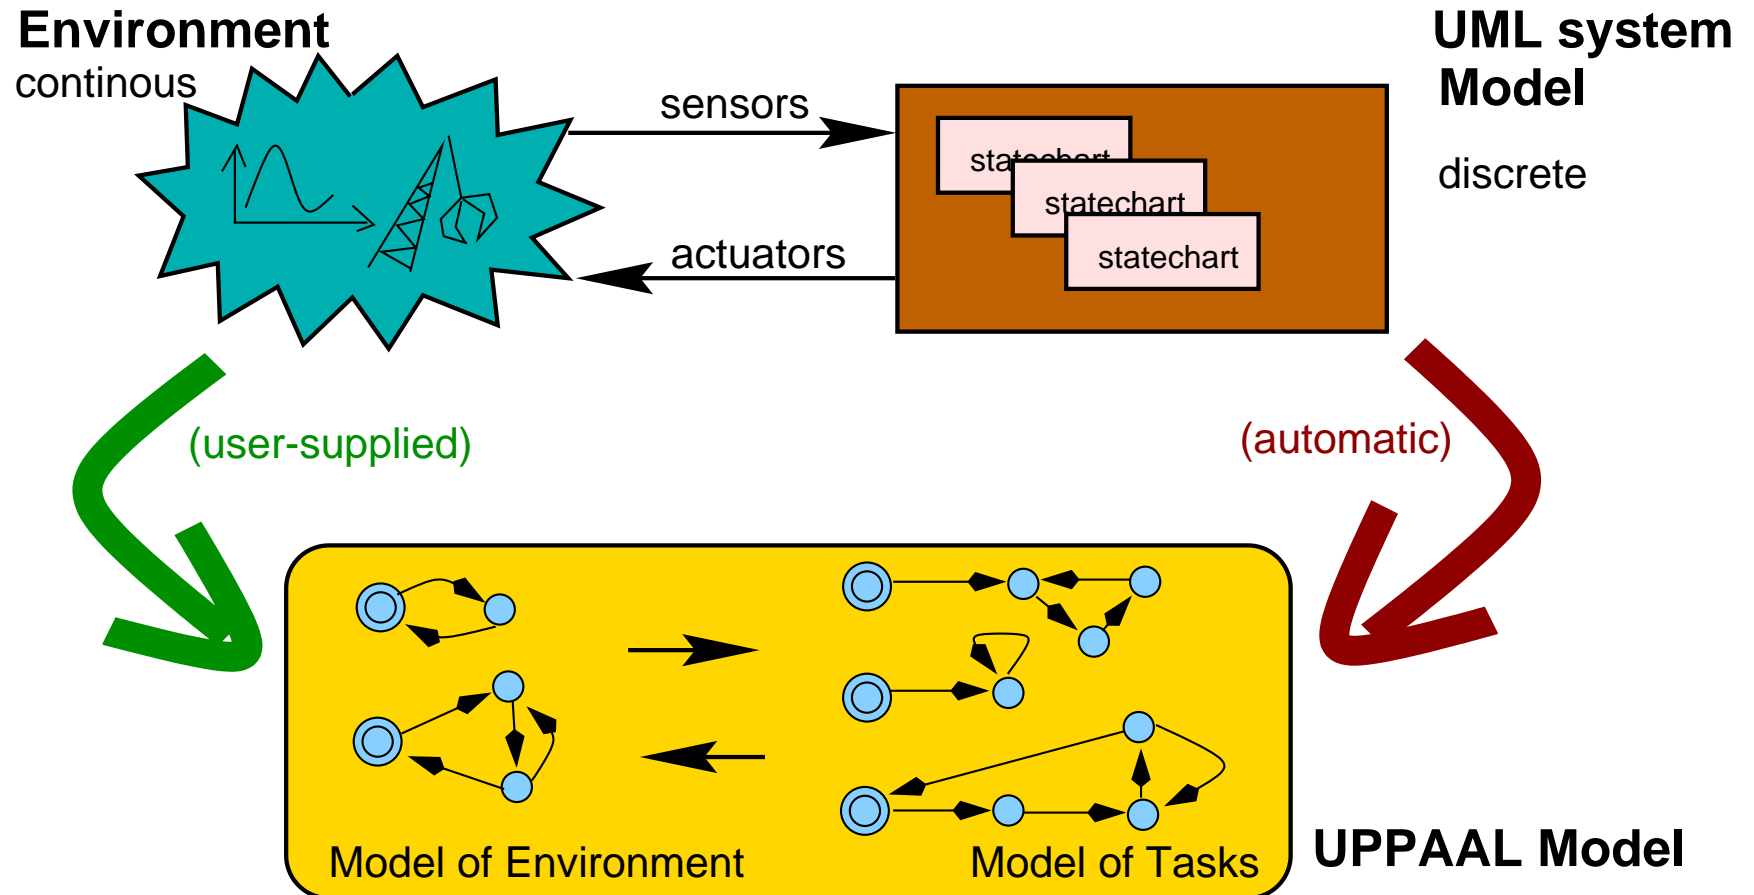 Environment
continous
UML system
Model
discrete
sensors
actuators
statechart
statechart
statechart
(user-supplied)
(automatic)
Model of Environment
Model of Tasks
UPPAAL Model